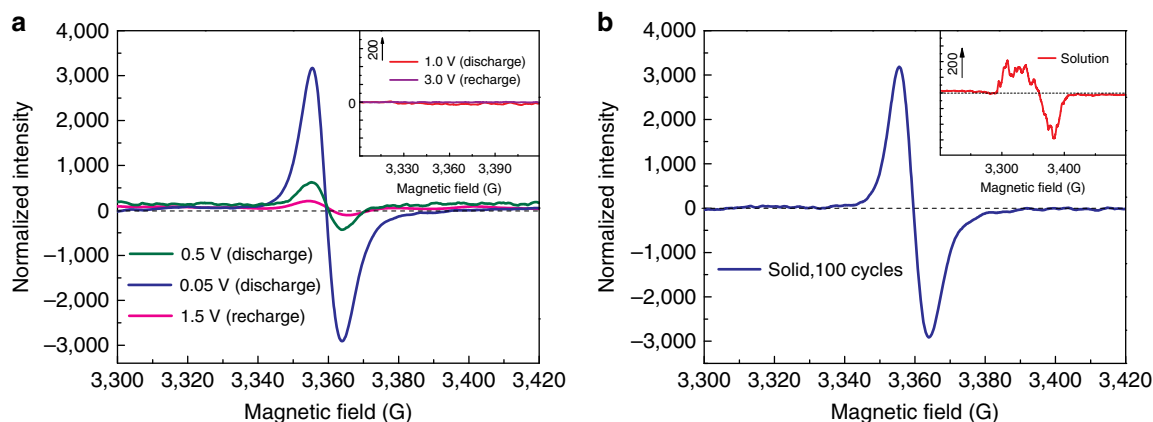 a
4,000
3,000
2,000
1,000
0
–1,000
–2,000
–3,000
Normalized intensity
3,300
3,320
3,340
3,360
3,380
3,400
3,420
Magnetic field (G)
0.5 V (discharge)
0.05 V (discharge)
1.5 V (recharge)
200
0
1.0 V (discharge)
3.0 V (recharge)
3,330
3,360
3,390
Magnetic field (G)
b
4,000
3,000
2,000
1,000
0
–1,000
–2,000
–3,000
Normalized intensity
3,300
3,320
3,340
3,360
3,380
3,400
3,420
Magnetic field (G)
Solid,100 cycles
200
Solution
3,300
3,400
Magnetic field (G)